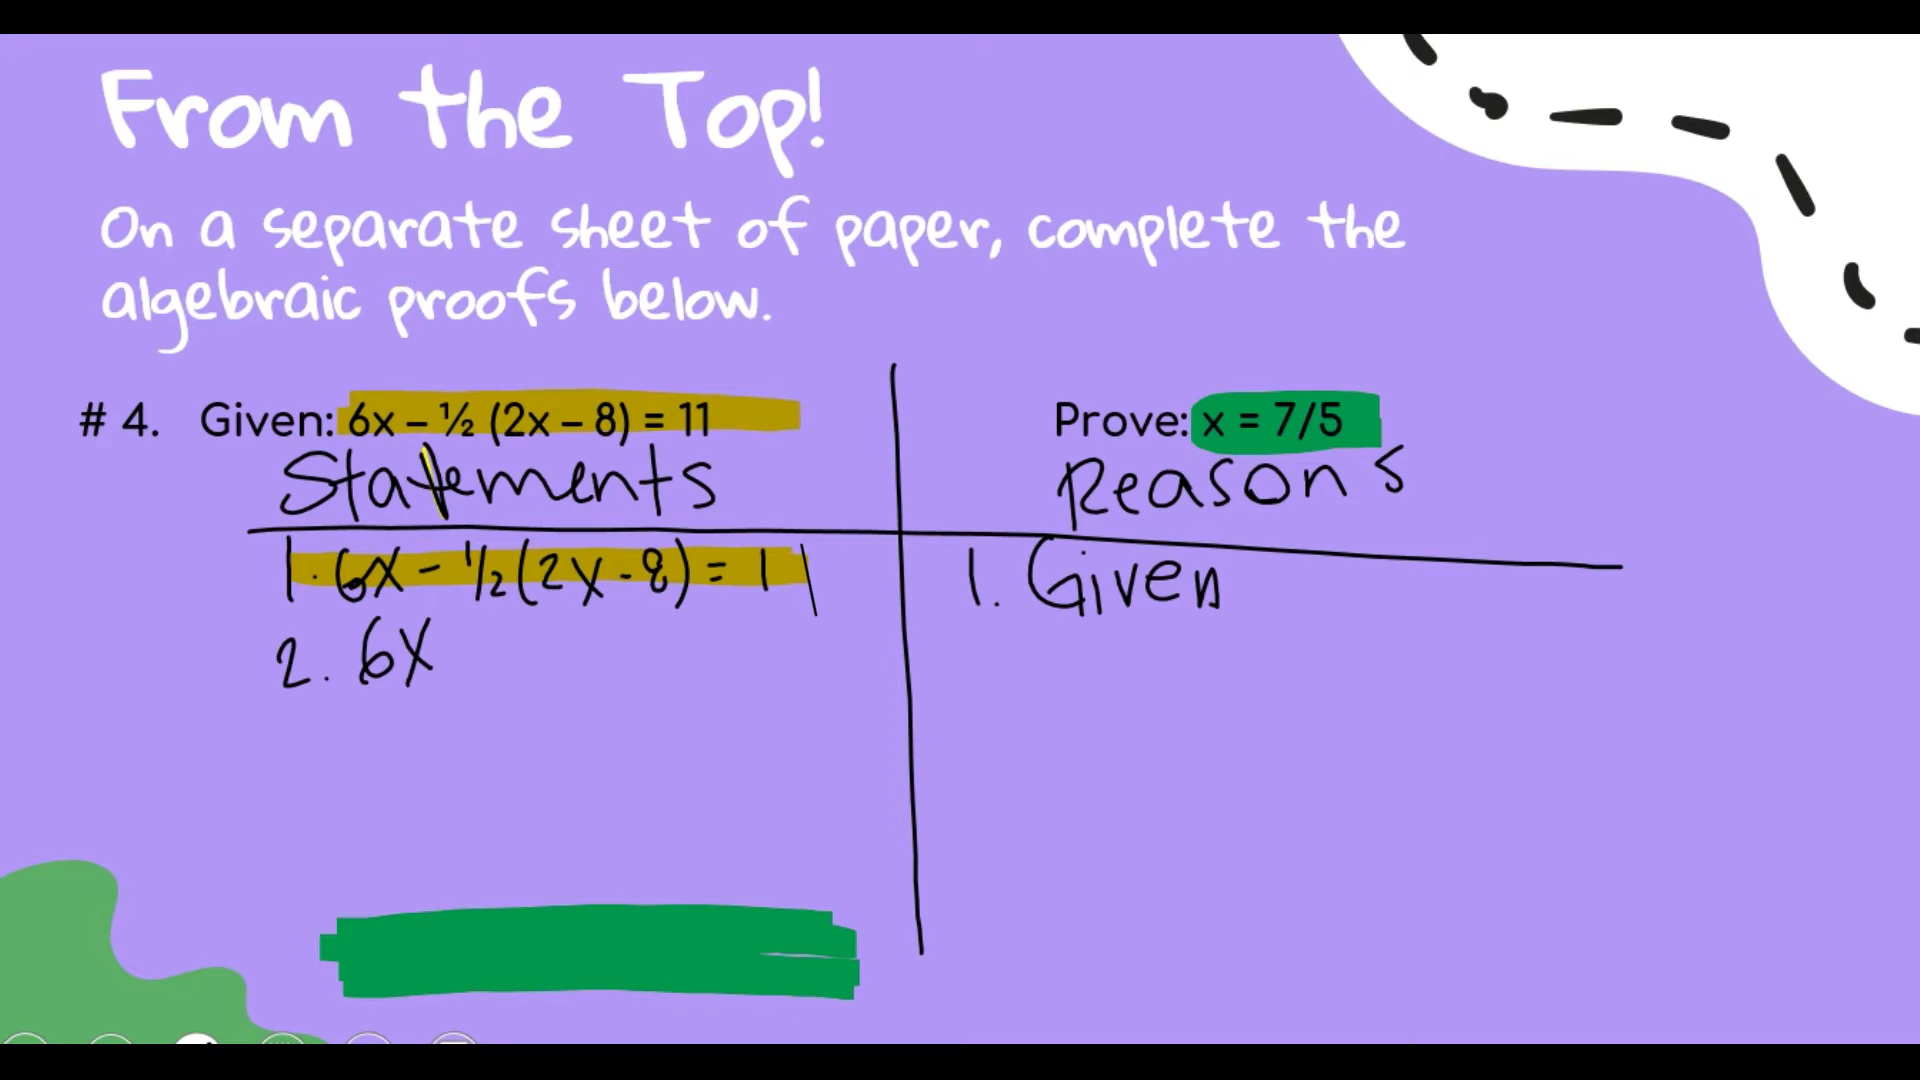 From the Top!
On a separate sheet of paper, complete the
algebraic proofs below.
# 4. Given: 6x – ½ (2x – 8) = 11 Prove: x = 7/5
Statements Reasons
1. 6x - 1/2(2x - 8) = 11 1. Given
2. 6x